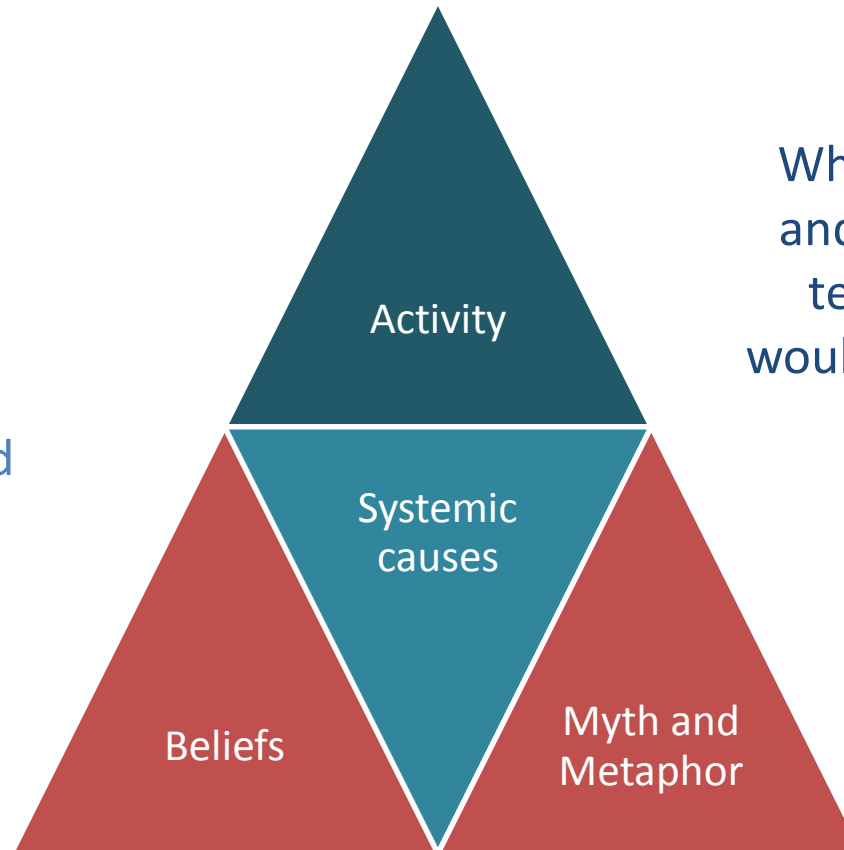 Activity
Systemic
causes
Beliefs
Myth and
Metaphor